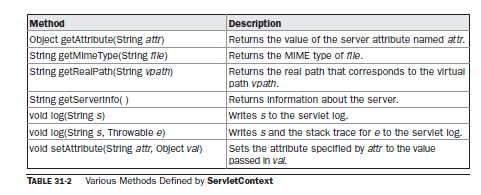 Method Description
Object getAttribute(String attr) Returns the value of the server attribute named attr.
String getMimeType(String file) Returns the MIME type of file.
String getRealPath(String vpath) Returns the real path that corresponds to the virtual
path vpath.
String getServerInfo( ) Returns information about the server.
void log(String s) Writes s to the servlet log.
void log(String s, Throwable e) Writes s and the stack trace for e to the servlet log.
void setAttribute(String attr, Object val) Sets the attribute specified by attr to the value
passed in val.
TABLE 31-2 Various Methods Defined by ServletContext